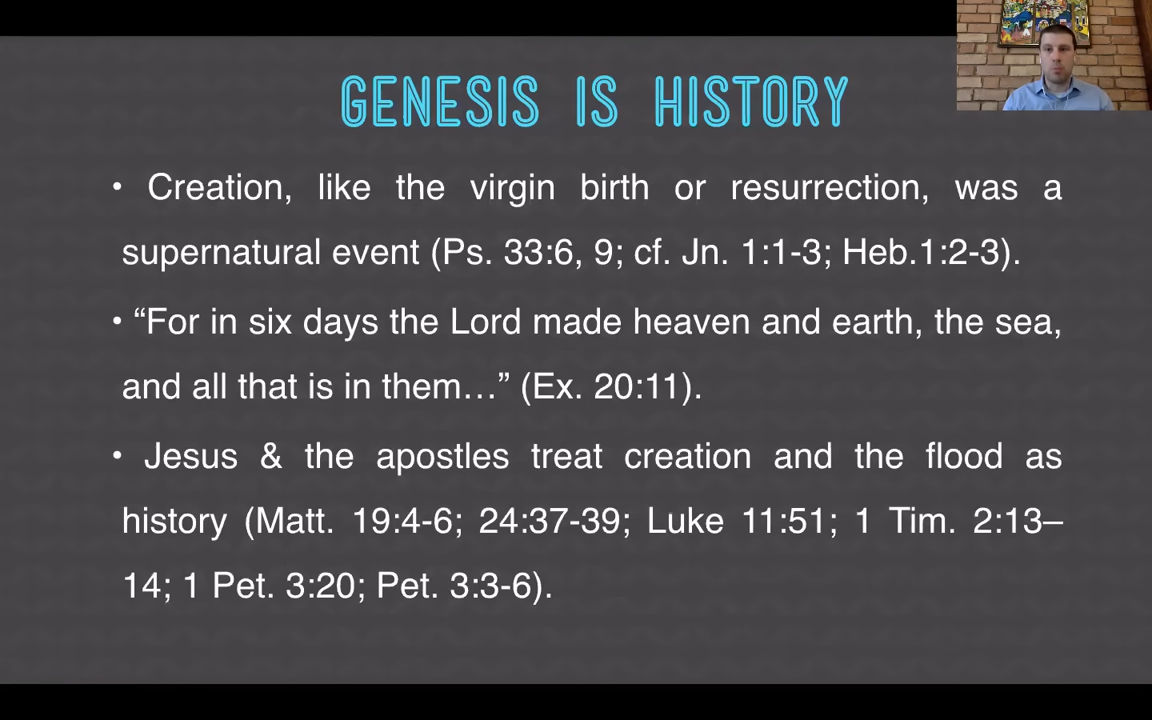 GENESIS IS HISTORY
• Creation, like the virgin birth or resurrection, was a
supernatural event (Ps. 33:6, 9; cf. Jn. 1:1-3; Heb.1:2-3).
• “For in six days the Lord made heaven and earth, the sea,
and all that is in them…” (Ex. 20:11).
• Jesus & the apostles treat creation and the flood as
history (Matt. 19:4-6; 24:37-39; Luke 11:51; 1 Tim. 2:13–
14; 1 Pet. 3:20; Pet. 3:3-6).